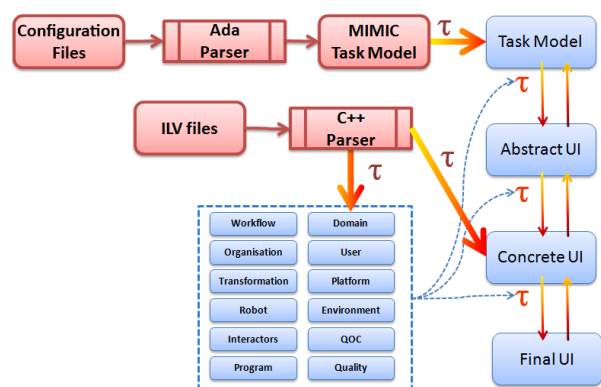 Configuration Files
Ada Parser
MIMIC Task Model
τ
Task Model
τ
ILV files
C++ Parser
τ
τ
Abstract UI
τ
Workflow
Domain
Organisation
User
Concrete UI
Transformation
Platform
τ
Robot
Environment
Interactors
QOC
Program
Quality
Final UI